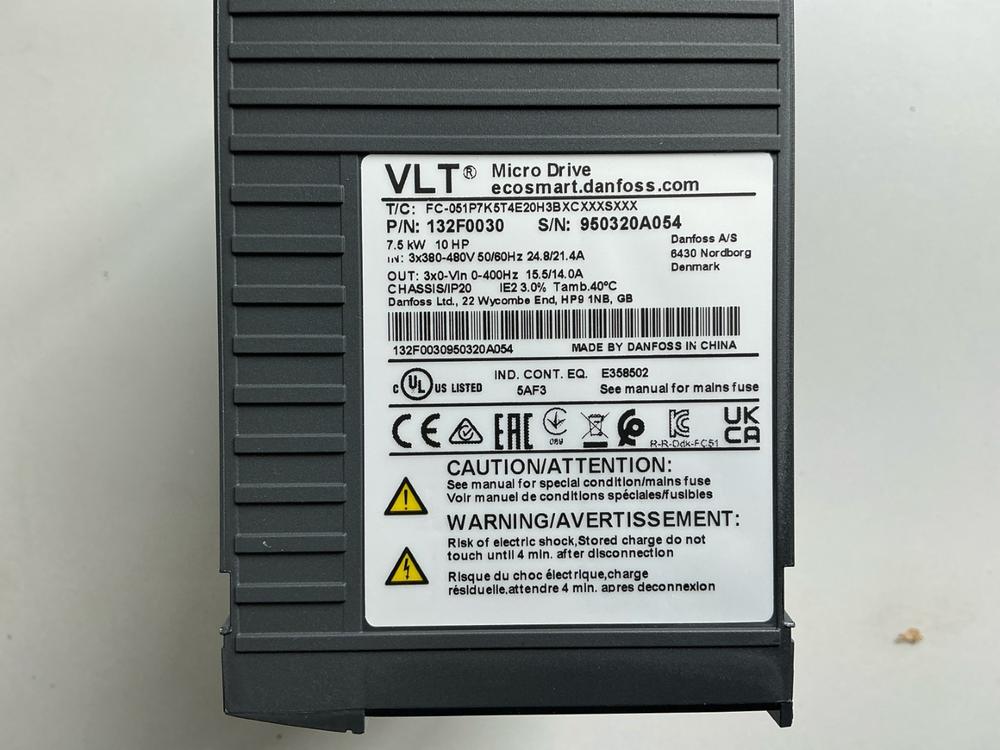 VLT® Micro Drive
ecosmart.danfoss.com
T/C: FC-051P7K5T4E20H3BXCXXXSXXX
P/N: 132F0030 S/N: 950320A054
7.5 kW 10 HP
IN: 3x380-480V 50/60Hz 24.8/21.4A
OUT: 3x0-Vin 0-400Hz 15.5/14.0A
CHASSIS/IP20 IE2 3.0% Tamb.40°C
Danfoss Ltd., 22 Wycombe End, HP9 1NB, GB
Danfoss A/S
6430 Nordborg
Denmark
132F0030950320A054 MADE BY DANFOSS IN CHINA
C UL US LISTED
IND. CONT. EQ. E358502
5AF3 See manual for mains fuse
CE EAC UK CA
089
R-R-Ddk-FC51
CAUTION/ATTENTION:
See manual for special condition/mains fuse
Voir manuel de conditions spéciales/fusibles
WARNING/AVERTISSEMENT:
Risk of electric shock,Stored charge do not
touch until 4 min. after disconnection
Risque du choc électrique,charge
résiduelle,attendre 4 min. apres deconnexion